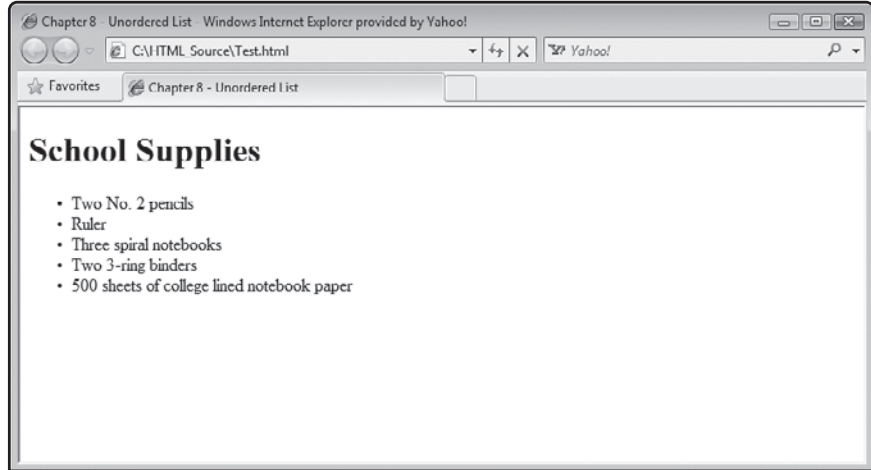 Chapter 8 - Unordered List - Windows Internet Explorer provided by Yahoo!
C:\HTML_Source\Test.html
Yahoo!
Favorites
Chapter 8 - Unordered List
School Supplies
• Two No. 2 pencils
• Ruler
• Three spiral notebooks
• Two 3-ring binders
• 500 sheets of college lined notebook paper